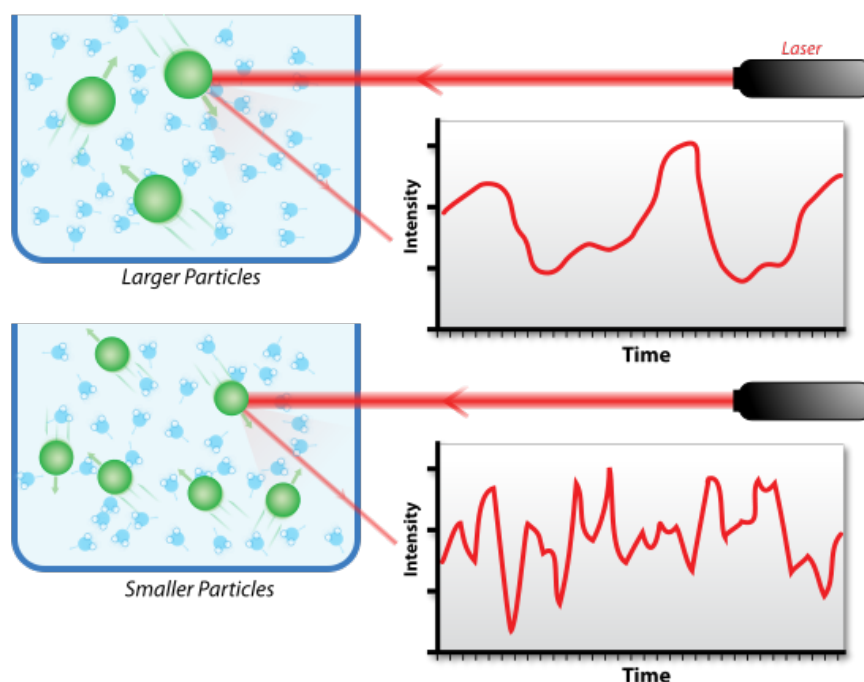 Laser
Intensity
Time
Larger Particles
Intensity
Time
Smaller Particles